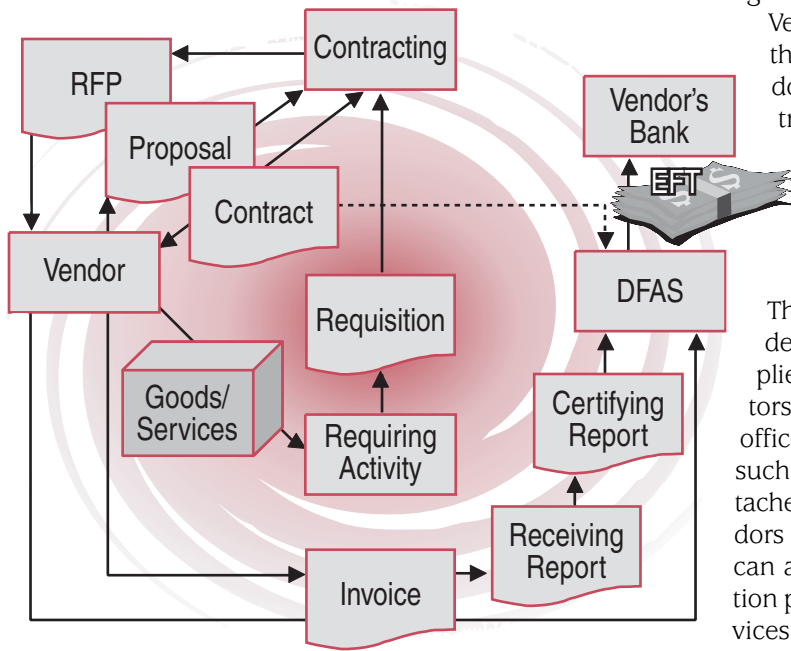 Contracting
RFP
Proposal
Contract
Vendor
Requisition
Goods/
Services
Requiring
Activity
Invoice
Receiving
Report
Certifying
Report
DFAS
EFT
$
$
Vendor's
Bank
Ve
th
do
tr
Th
de
plie
tors
office
such
tache
dors
can a
tion p
vices